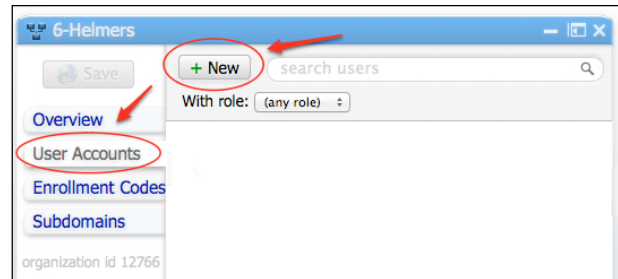 6-Helmers
Save
+ New
search users
With role: (any role)
Overview
User Accounts
Enrollment Codes
Subdomains
organization id 12766